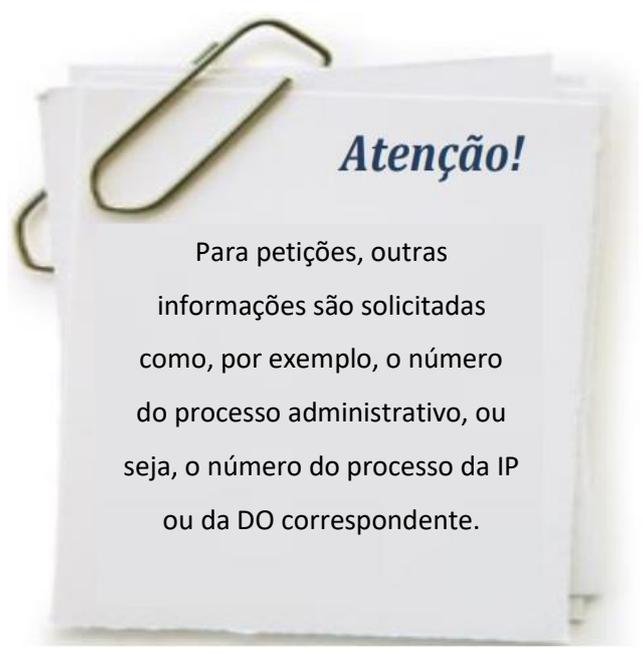 Atenção!
Para petições, outras
informações são solicitadas
como, por exemplo, o número
do processo administrativo, ou
seja, o número do processo da IP
ou da DO correspondente.